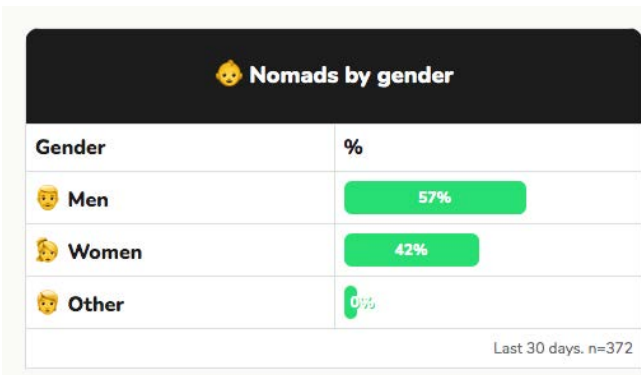 👶 Nomads by gender
Gender %
👨 Men 57%
👩 Women 42%
🧑 Other 0%
Last 30 days. n=372